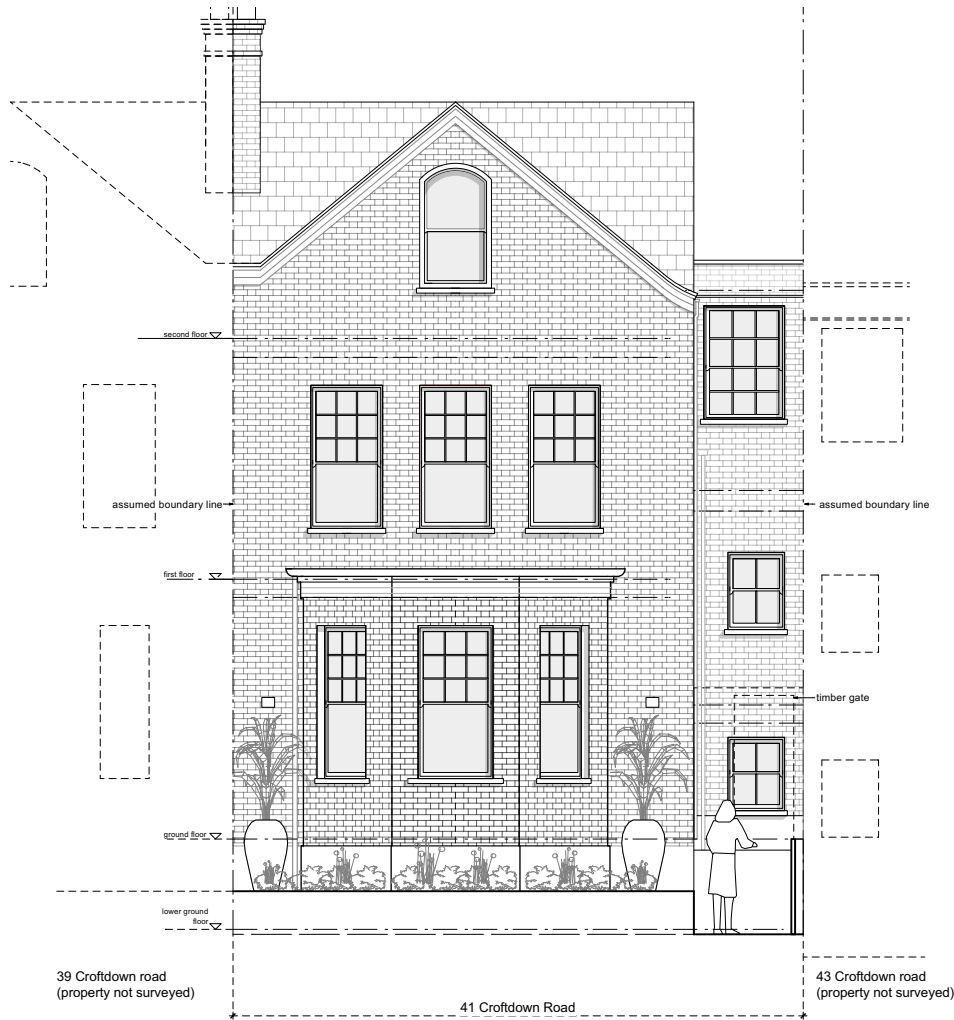 second floor
assumed boundary line
assumed boundary line
first floor
timber gate
ground floor
lower ground
floor
39 Croftdown road
(property not surveyed)
43 Croftdown road
(property not surveyed)
41 Croftdown Road